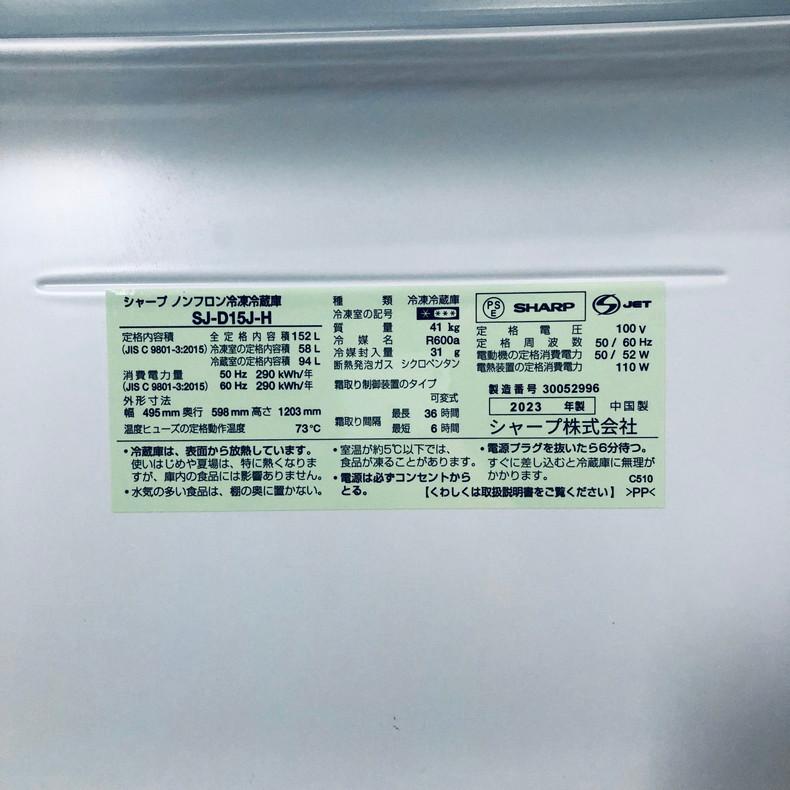 シャープ ノンフロン冷凍冷蔵庫
SJ-D15J-H
定格内容積 全定格内容積 152 L
(JIS C 9801-3:2015) 冷凍室の定格内容積 58 L
冷蔵室の定格内容積 94 L
消費電力量 50 Hz 290 kWh/年
(JIS C 9801-3:2015) 60 Hz 290 kWh/年
外形寸法
幅 495 mm 奥行 598 mm 高さ 1203 mm
温度ヒューズの定格動作温度 73℃
種類 冷凍冷蔵庫
冷凍室の記号 * ***
質量 41 kg
冷媒名 R600a
冷媒封入量 31 g
断熱発泡ガス シクロペンタン
霜取り制御装置のタイプ
可変式
霜取り間隔 最長 36 時間
最短 6 時間
PSE SHARP JET
定格電圧 100 V
定格周波数 50 / 60 Hz
電動機の定格消費電力 50 / 52 W
電熱装置の定格消費電力 110 W
製造番号 30052996
2023 年製 中国製
シャープ株式会社
・冷蔵庫は、表面から放熱しています。
使いはじめや夏場は、特に熱くなりま
すが、庫内の食品には影響ありません。
・水気の多い食品は、棚の奥に置かない。
・室温が約5℃以下では、
食品が凍ることがあります。
・電源は必ずコンセントから
とる。
・電源プラグを抜いたら6分待つ。
すぐに差し込むと冷蔵庫に無理が
かかります。
C510
【くわしくは取扱説明書をご覧ください】 >PP<